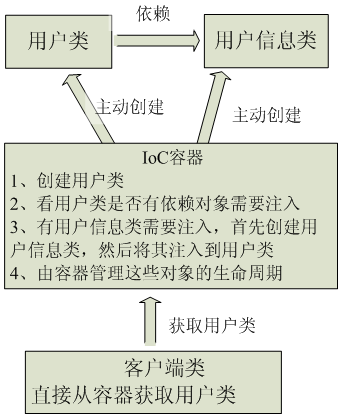 依赖
用户类
用户信息类
主动创建
主动创建
IoC容器
1、创建用户类
2、看用户类是否有依赖对象需要注入
3、有用户信息类需要注入，首先创建用
户信息类，然后将其注入到用户类
4、由容器管理这些对象的生命周期
获取用户类
客户端类
直接从容器获取用户类